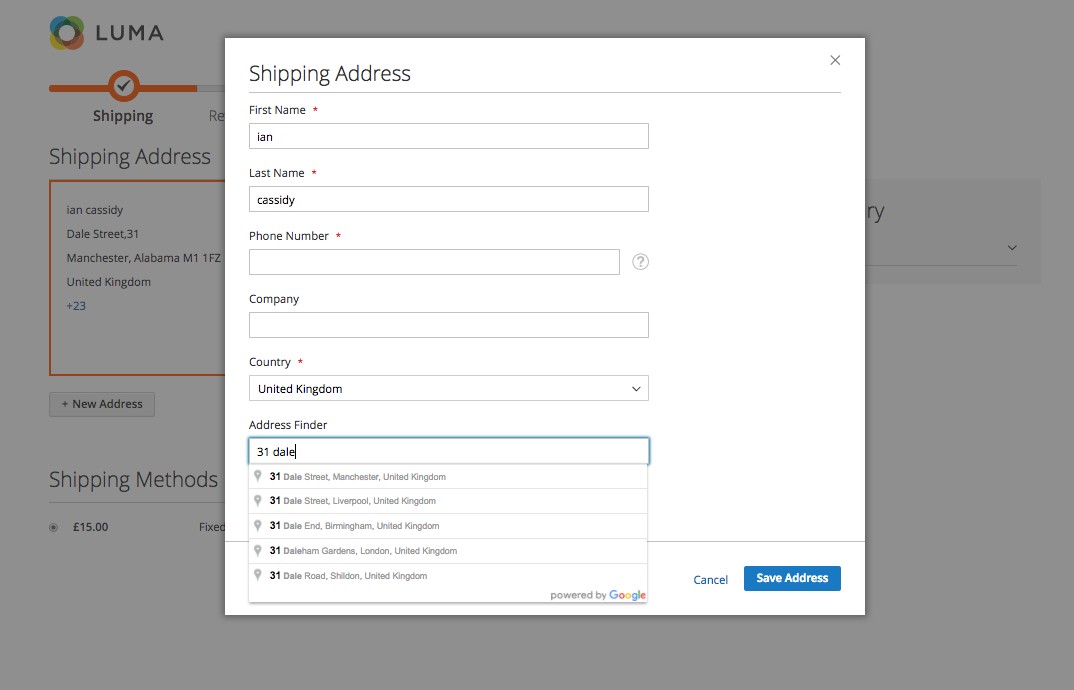 LUMA
Shipping
Re
Shipping Address
ian cassidy
Dale Street,31
Manchester, Alabama M1 1FZ
United Kingdom
+23
+ New Address
Shipping Methods
£15.00 Fixed
ry
Shipping Address
First Name *
ian
Last Name *
cassidy
Phone Number *
?
Company
Country *
United Kingdom
Address Finder
31 dale
31 Dale Street, Manchester, United Kingdom
31 Dale Street, Liverpool, United Kingdom
31 Dale End, Birmingham, United Kingdom
31 Daleham Gardens, London, United Kingdom
31 Dale Road, Shildon, United Kingdom
powered by Google
Cancel
Save Address